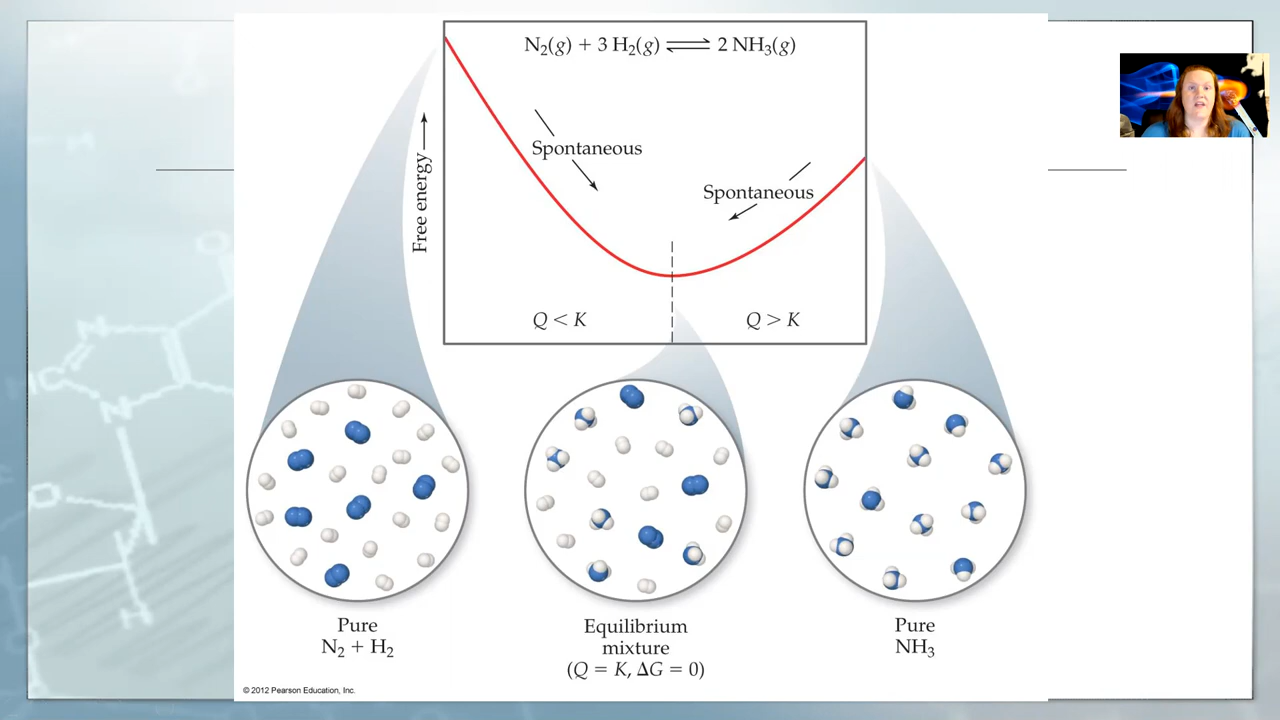 N₂(g) + 3 H₂(g) ⇌ 2 NH₃(g)
Free energy →
Spontaneous
Spontaneous
Q < K
Q > K
Pure
N₂ + H₂
Equilibrium
mixture
(Q = K, ΔG = 0)
Pure
NH₃
© 2012 Pearson Education, Inc.
N
HO
N
O
O
H